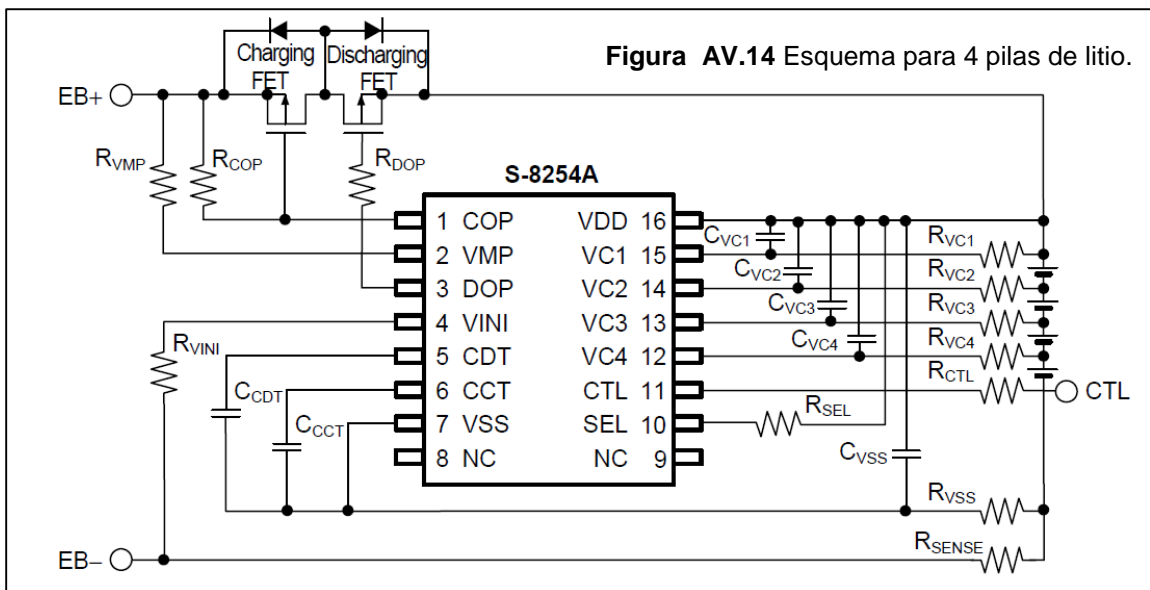 Figura AV.14 Esquema para 4 pilas de litio.
Charging FET
Discharging FET
EB+
RVMP
RCOP
RDOP
S-8254A
1 COP VDD 16
2 VMP VC1 15
3 DOP VC2 14
4 VINI VC3 13
5 CDT VC4 12
6 CCT CTL 11
7 VSS SEL 10
8 NC NC 9
CVC1
CVC2
CVC3
CVC4
RVC1
RVC2
RVC3
RVC4
RCTL
CTL
RSEL
CVSS
RVINI
CCDT
CCCT
RVSS
RSENSE
EB–